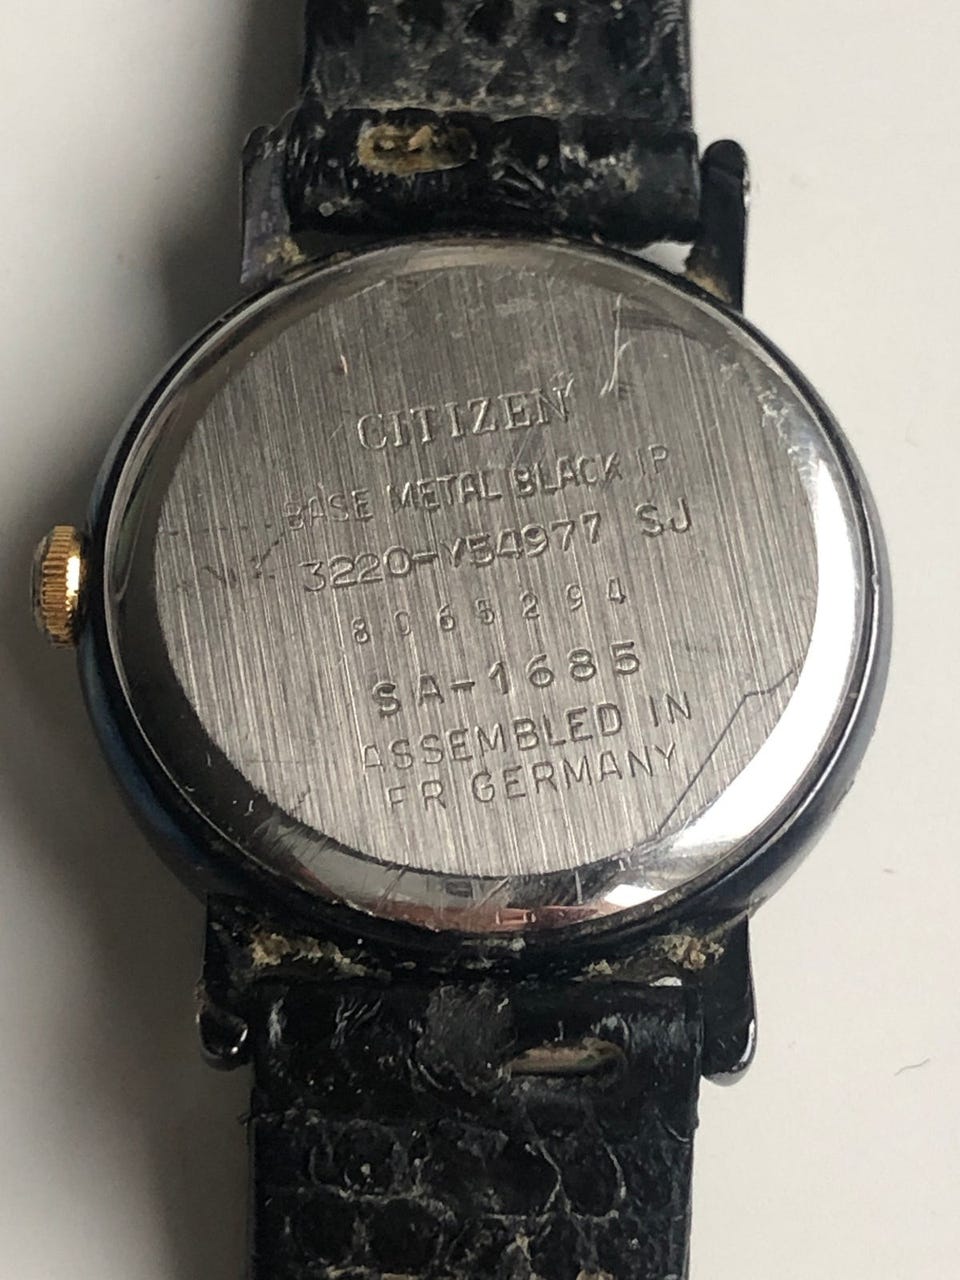 CITIZEN
BASE METAL BLACK IP
3220-Y54977 SJ
8065294
SA-1685
ASSEMBLED IN
FR GERMANY